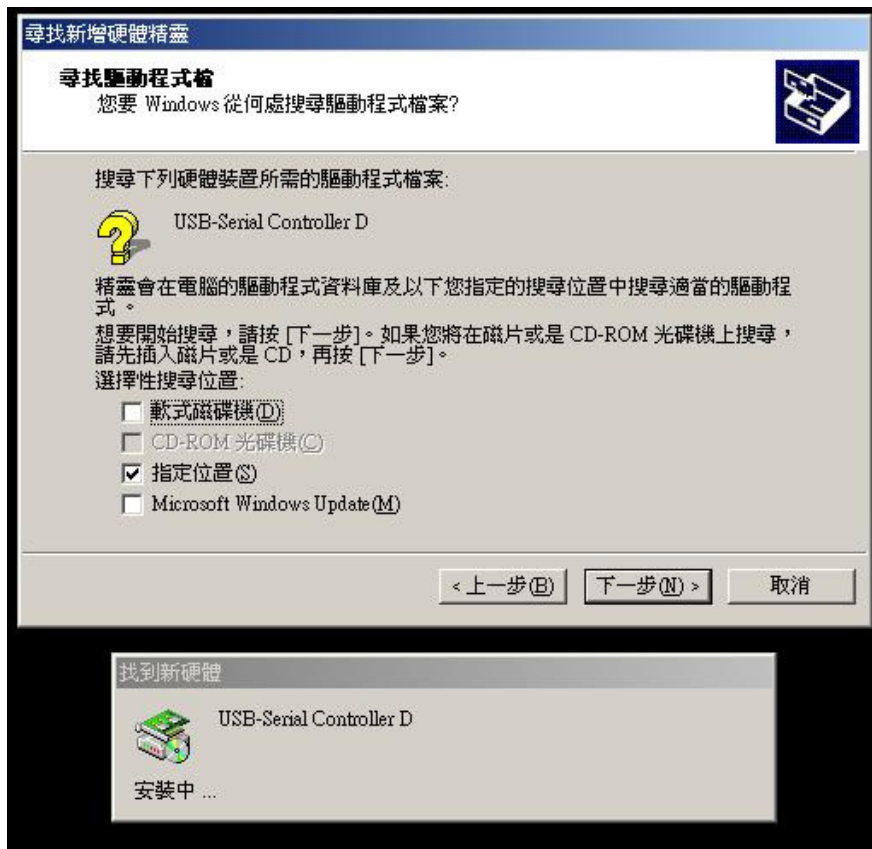 尋找新增硬體精靈
尋找驅動程式檔
您要 Windows 從何處搜尋驅動程式檔案?
搜尋下列硬體裝置所需的驅動程式檔案:
USB-Serial Controller D
精靈會在電腦的驅動程式資料庫及以下您指定的搜尋位置中搜尋適當的驅動程
式。
想要開始搜尋，請按 [下一步]。如果您將在磁片或是 CD-ROM 光碟機上搜尋，
請先插入磁片或是 CD，再按 [下一步]。
選擇性搜尋位置:
軟式磁碟機(D)
CD-ROM 光碟機(C)
指定位置(S)
Microsoft Windows Update(M)
<上一步(B) 下一步(N)> 取消
找到新硬體
USB-Serial Controller D
安裝中 ...